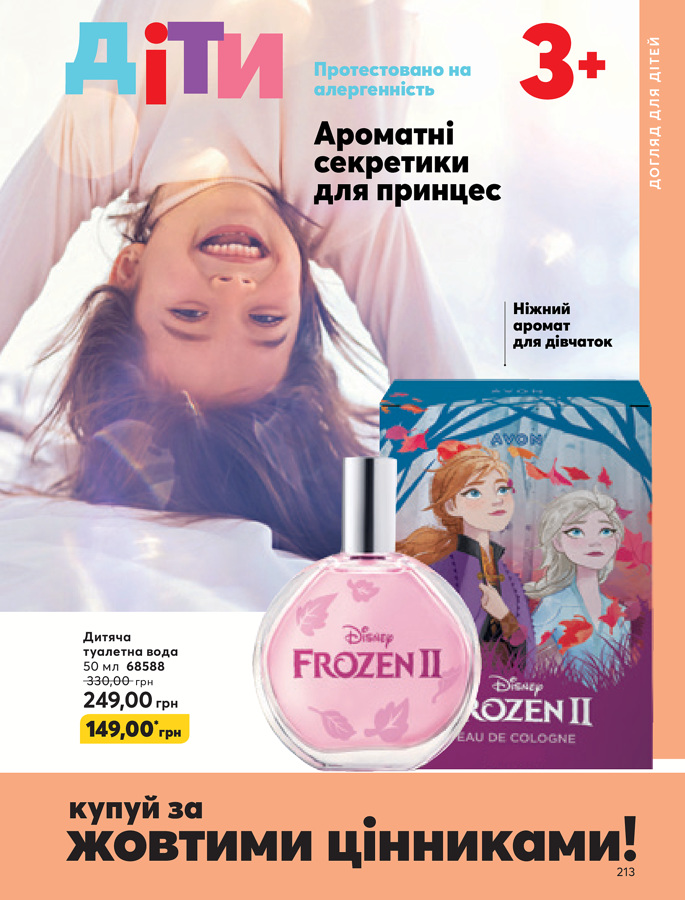 ДіТИ
Протестовано на
алергенність
3+
Ароматні
секретики
для принцес
ДОГЛЯД ДЛЯ ДІТЕЙ
Ніжний
аромат
для дівчаток
AVON
AVON
Disney
FROZEN II
Disney
ROZEN II
EAU DE COLOGNE
Дитяча
туалетна вода
50 мл 68588
330,00 грн
249,00 грн
149,00* грн
купуй за
жовтими цінниками!
213